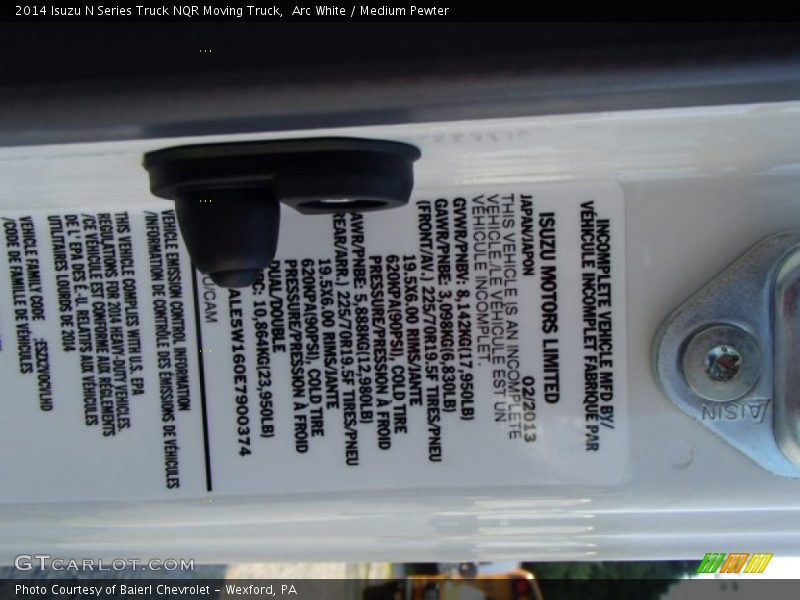 2014 Isuzu N Series Truck NQR Moving Truck,  Arc White / Medium Pewter
INCOMPLETE VEHICLE MFD BY/
VÉHICULE INCOMPLET FABRIQUÉ PAR
ISUZU MOTORS LIMITED
JAPAN/JAPON 02/2013
THIS VEHICLE IS AN INCOMPLETE
VEHICLE./LE VÉHICULE EST UN
VÉHICULE INCOMPLET.
GVWR/PNBV: 8,142KG(17,950LB)
GAWR/PNBE: 3,098KG(6,830LB)
(FRONT/AV.) 225/70R19.5F TIRES/PNEU
19.5X6.00 RIMS/JANTE
620KPA(90PSI), COLD TIRE
PRESSURE/PRESSION À FROID
AWR/PNBE: 5,888KG(12,980LB)
REAR/ARR.) 225/70R19.5F TIRES/PNEU
19.5X6.00 RIMS/JANTE
620KPA(90PSI), COLD TIRE
PRESSURE/PRESSION À FROID
DUAL/DOUBLE
C: 10,864KG(23,950LB)
ALE5W160E7900374
U/CAM
VEHICLE EMISSION CONTROL INFORMATION
/INFORMATION DE CONTRÔLE DES ÉMISSIONS DE VÉHICULES
THIS VEHICLE COMPLIES WITH U.S. EPA
REGULATIONS FOR 2014 HEAVY-DUTY VEHICLES.
/CE VÉHICULE EST CONFORME AUX RÈGLEMENTS
DE L' EPA DES É.-U. RELATIFS AUX VÉHICULES
UTILITAIRES LOURDS DE 2014
VEHICLE FAMILY CODE
/CODE DE FAMILLE DE VÉHICULES
AISIN
GTCARLOT.COM
Photo Courtesy of Baierl Chevrolet - Wexford, PA